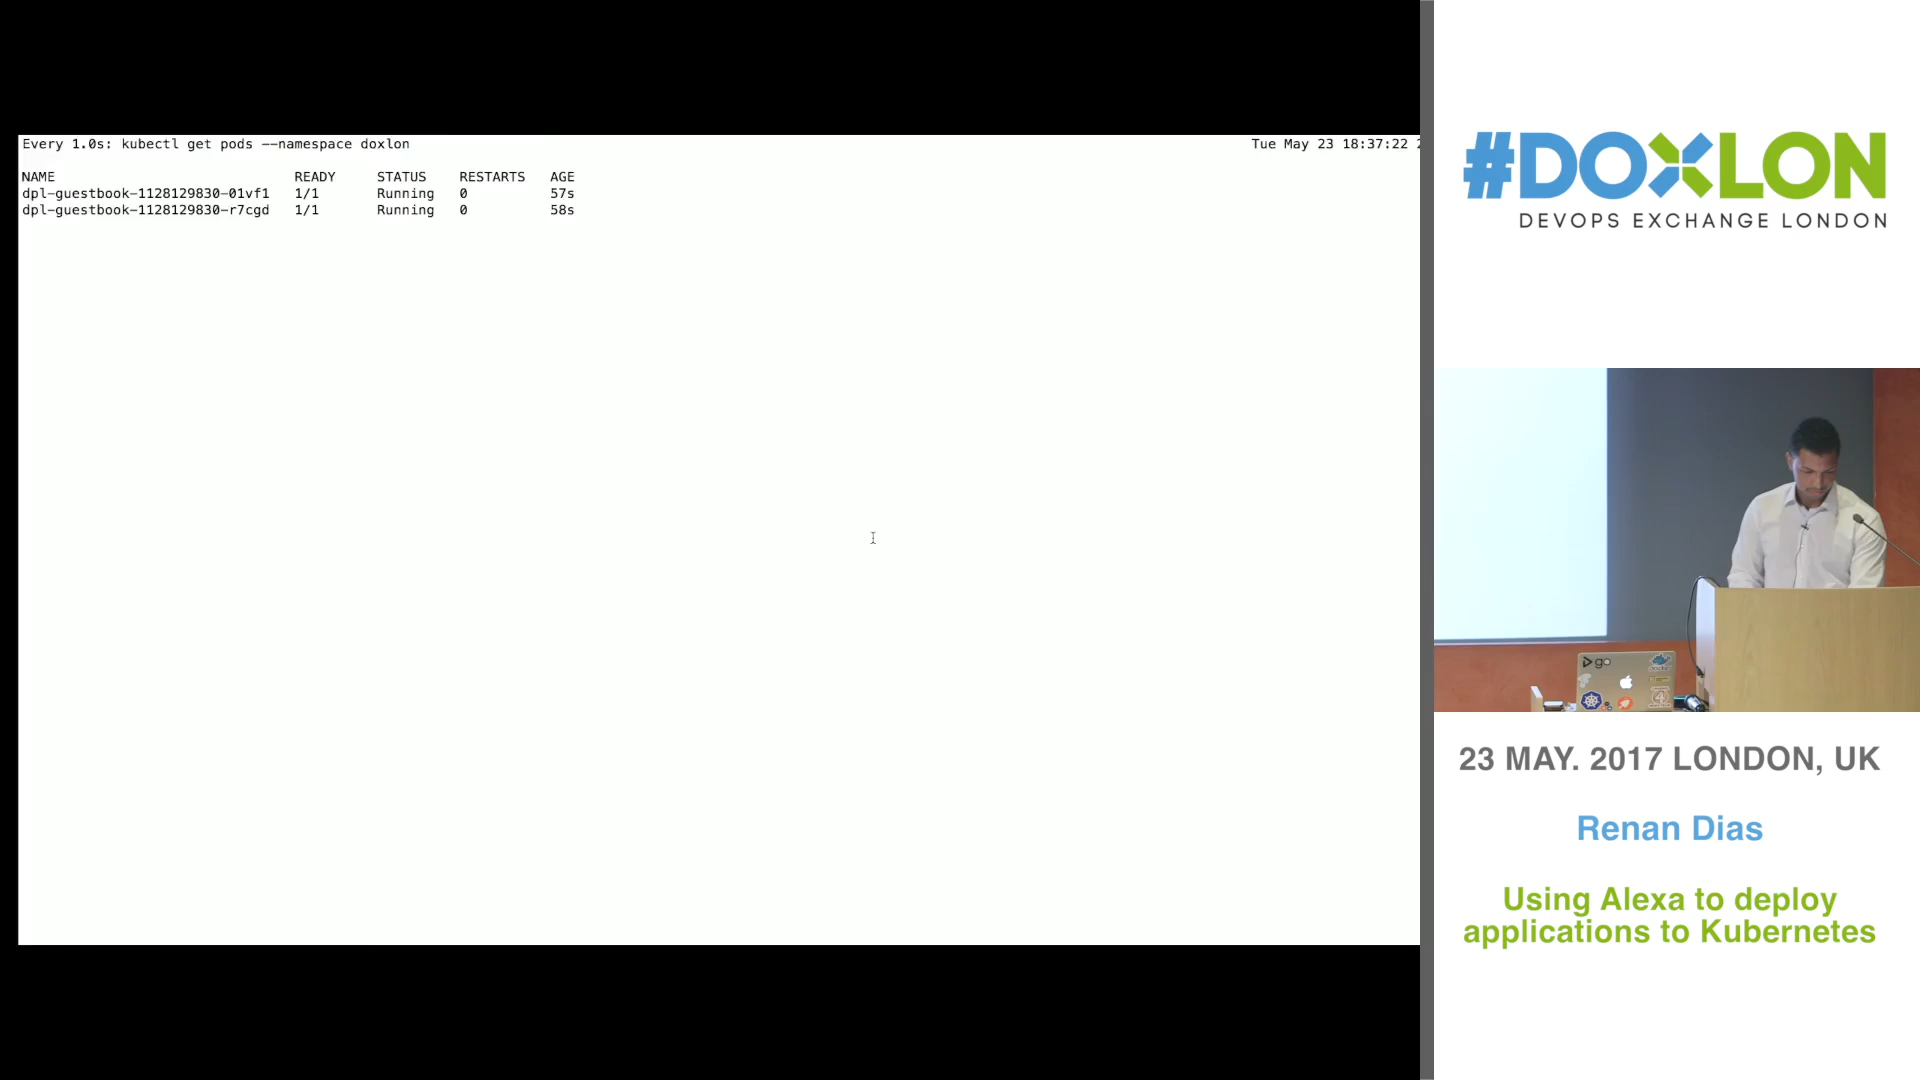 Every 1.0s: kubectl get pods --namespace doxlon
Tue May 23 18:37:22
NAME READY STATUS RESTARTS AGE
dpl-guestbook-1128129830-01vf1 1/1 Running 0 57s
dpl-guestbook-1128129830-r7cgd 1/1 Running 0 58s
#DOXLON
DEVOPS EXCHANGE LONDON
go
23 MAY. 2017 LONDON, UK
Renan Dias
Using Alexa to deploy
applications to Kubernetes